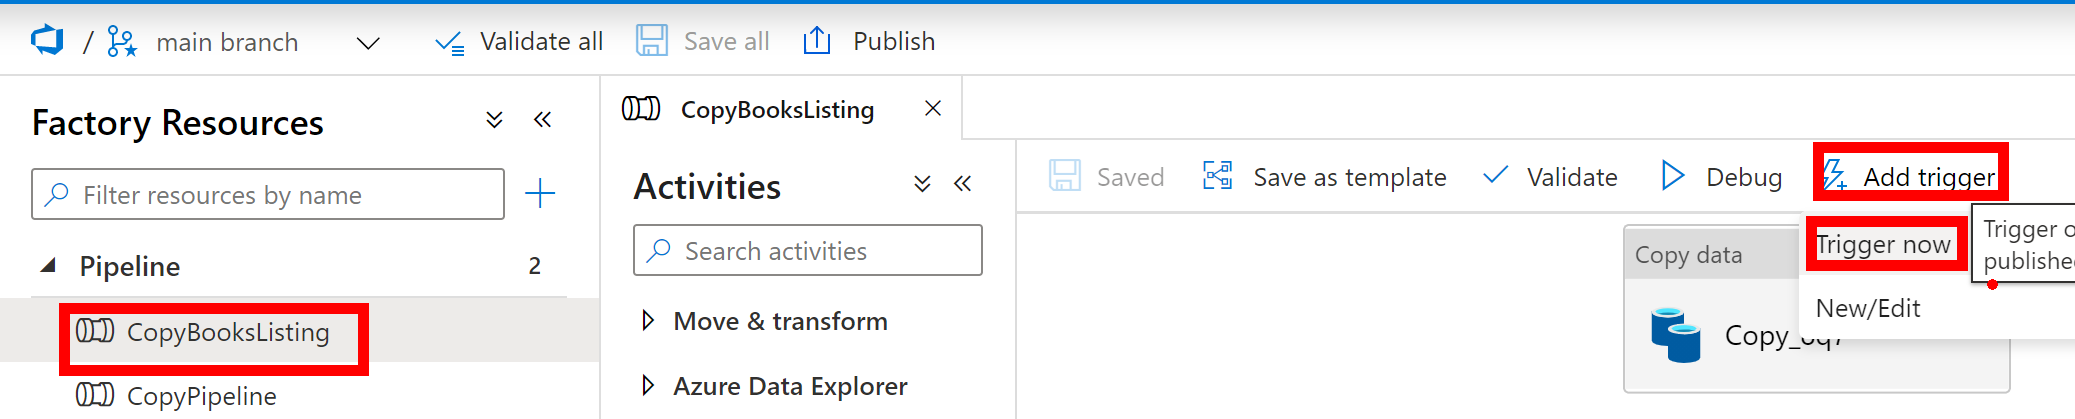 / main branch Validate all Save all Publish
Factory Resources
Filter resources by name
Pipeline 2
CopyBooksListing
CopyPipeline
CopyBooksListing
Activities
Search activities
Move & transform
Azure Data Explorer
Saved Save as template Validate Debug Add trigger
Trigger now
New/Edit
Trigger
published
Copy data